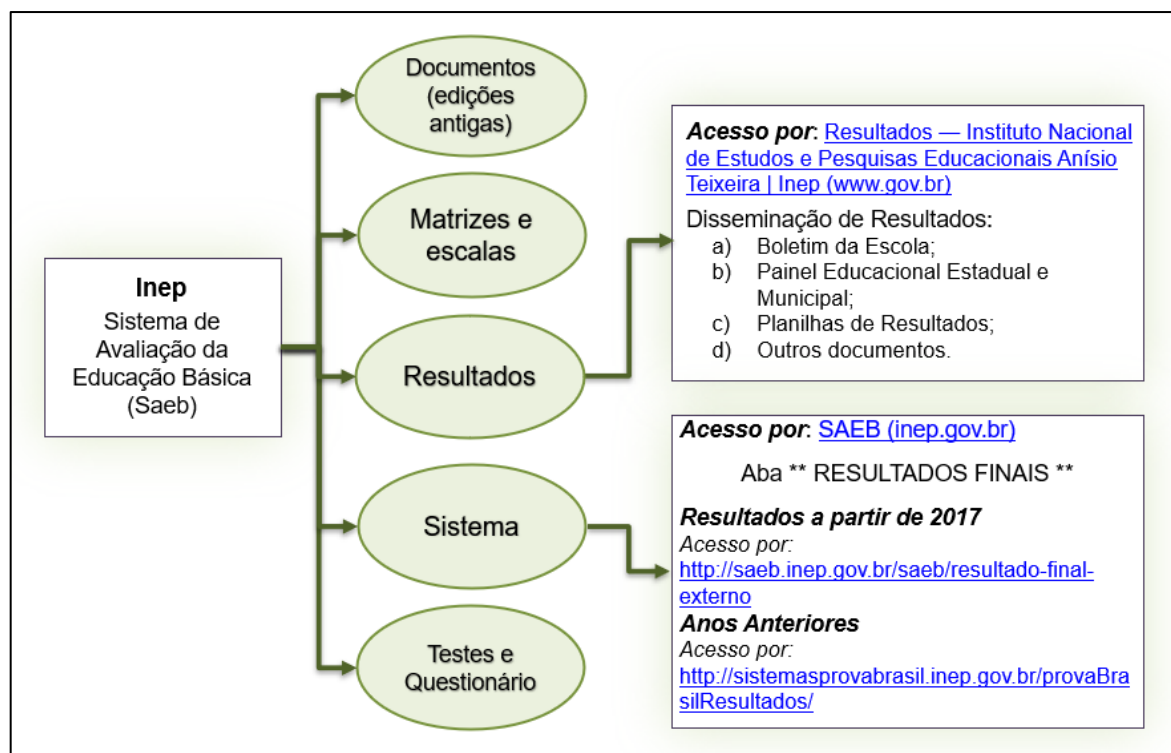 Inep
Sistema de
Avaliação da
Educação Básica
(Saeb)
Documentos
(edições
antigas)
Matrizes e
escalas
Resultados
Sistema
Testes e
Questionário
Acesso por: Resultados — Instituto Nacional
de Estudos e Pesquisas Educacionais Anísio
Teixeira | Inep (www.gov.br)
Disseminação de Resultados:
a) Boletim da Escola;
b) Painel Educacional Estadual e
Municipal;
c) Planilhas de Resultados;
d) Outros documentos.
Acesso por: SAEB (inep.gov.br)
Aba ** RESULTADOS FINAIS **
Resultados a partir de 2017
Acesso por:
http://saeb.inep.gov.br/saeb/resultado-final-
externo
Anos Anteriores
Acesso por:
http://sistemasprovabrasil.inep.gov.br/provaBra
silResultados/